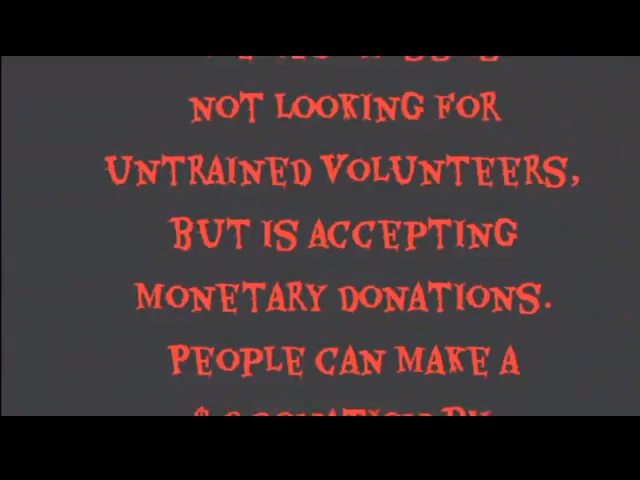 NOT LOOKING FOR
UNTRAINED VOLUNTEERS,
BUT IS ACCEPTING
MONETARY DONATIONS.
PEOPLE CAN MAKE A